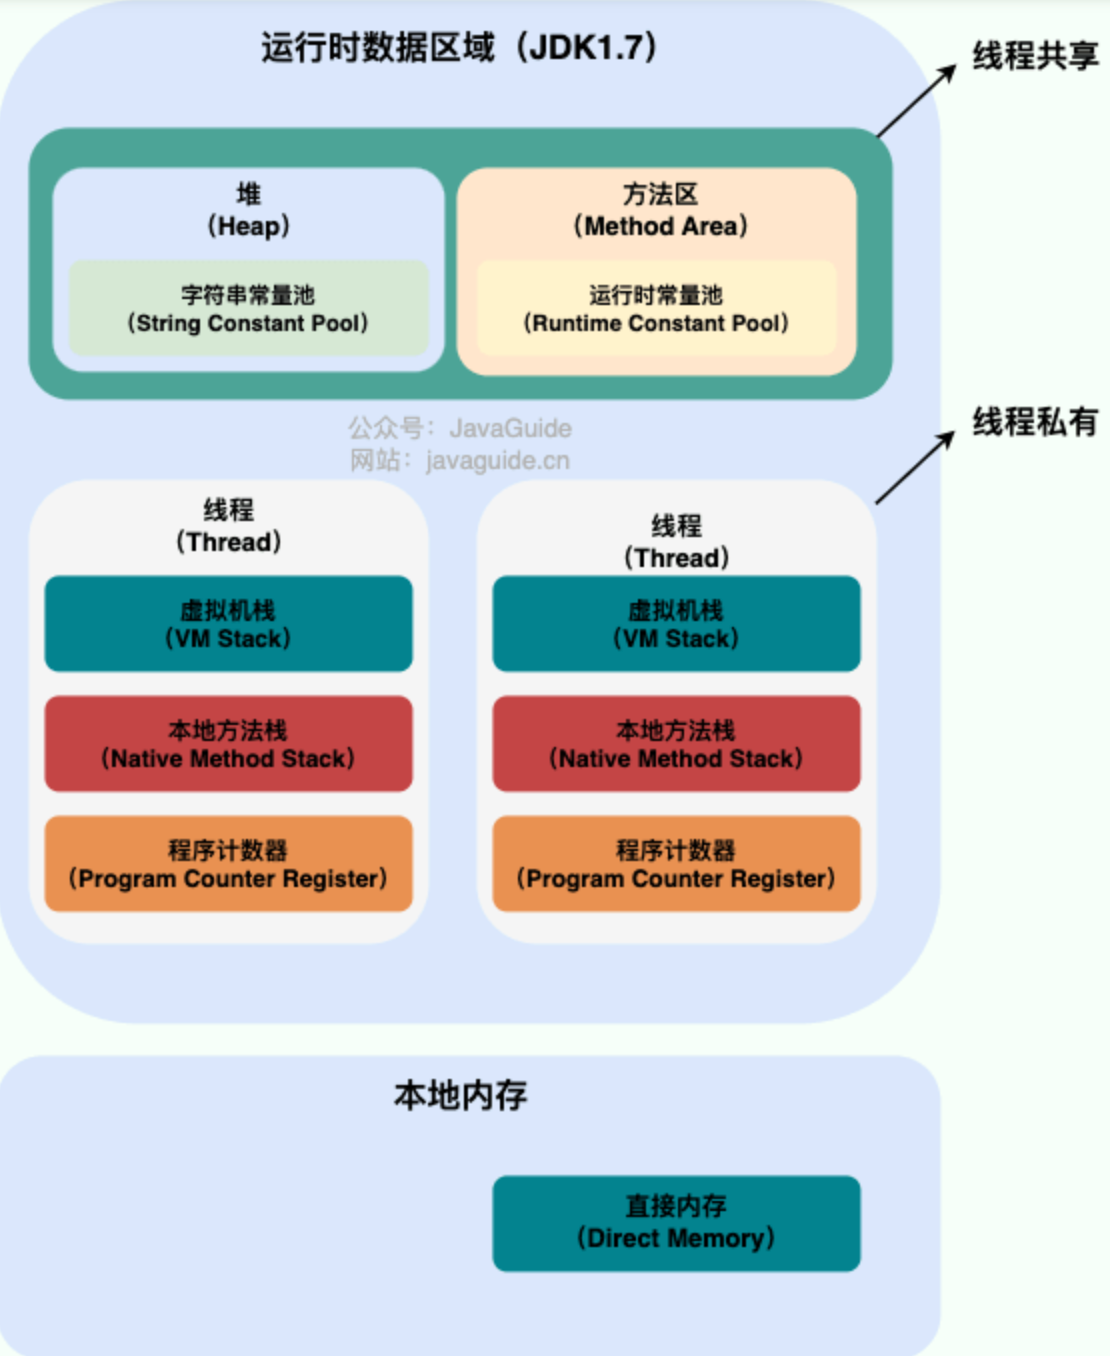 运行时数据区域（JDK1.7）
线程共享
堆
（Heap）
字符串常量池
（String Constant Pool）
方法区
（Method Area）
运行时常量池
（Runtime Constant Pool）
公众号：JavaGuide
网站：javaguide.cn
线程私有
线程
（Thread）
虚拟机栈
（VM Stack）
本地方法栈
（Native Method Stack）
程序计数器
（Program Counter Register）
线程
（Thread）
虚拟机栈
（VM Stack）
本地方法栈
（Native Method Stack）
程序计数器
（Program Counter Register）
本地内存
直接内存
（Direct Memory）